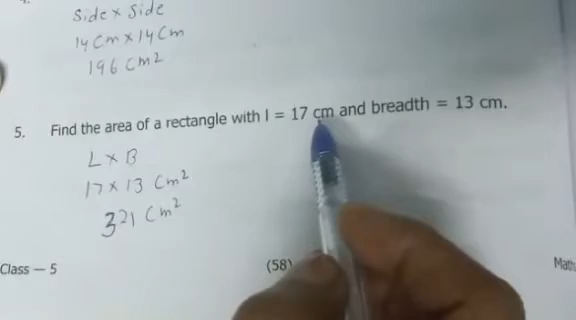 Side × Side
14 Cm × 14 Cm
196 Cm²
5. Find the area of a rectangle with l = 17 cm and breadth = 13 cm.
L × B
17 × 13 Cm²
321 Cm²
Class — 5 (58) Math